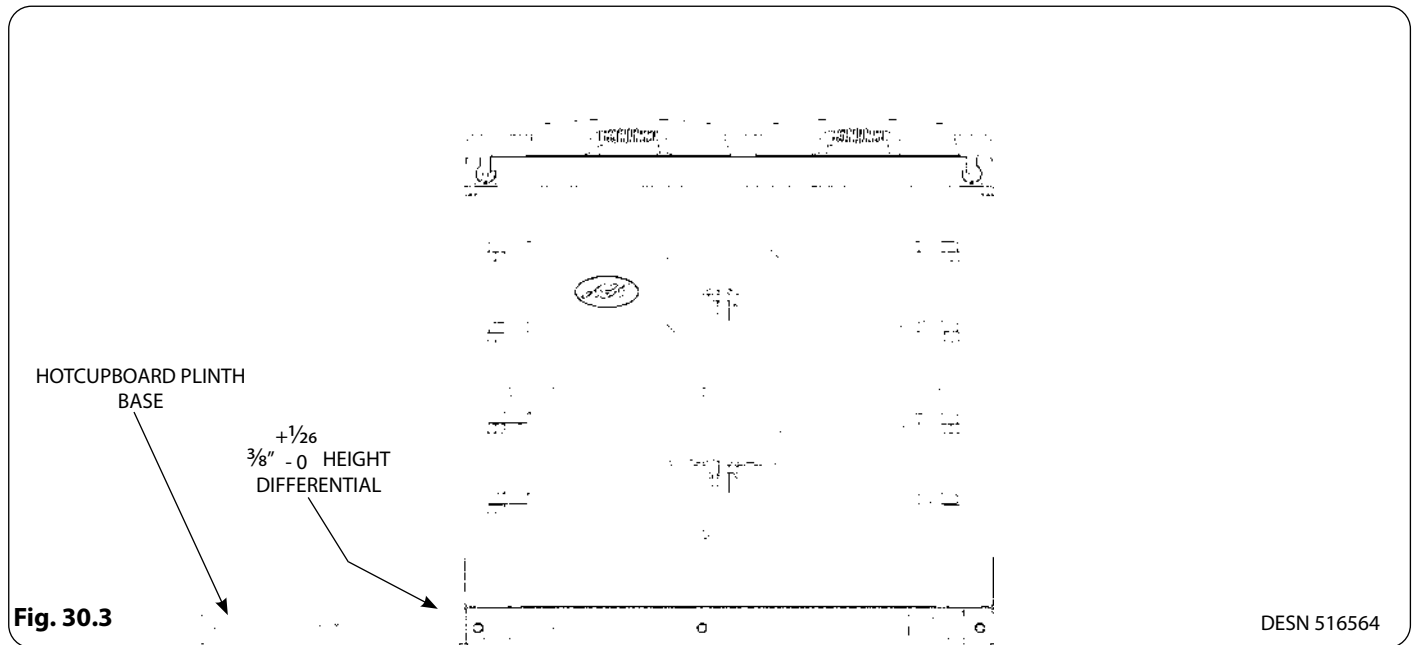 HOTCUPBOARD PLINTH
BASE
+1/26
3/8" - 0 HEIGHT
DIFFERENTIAL
Fig. 30.3
DESN 516564